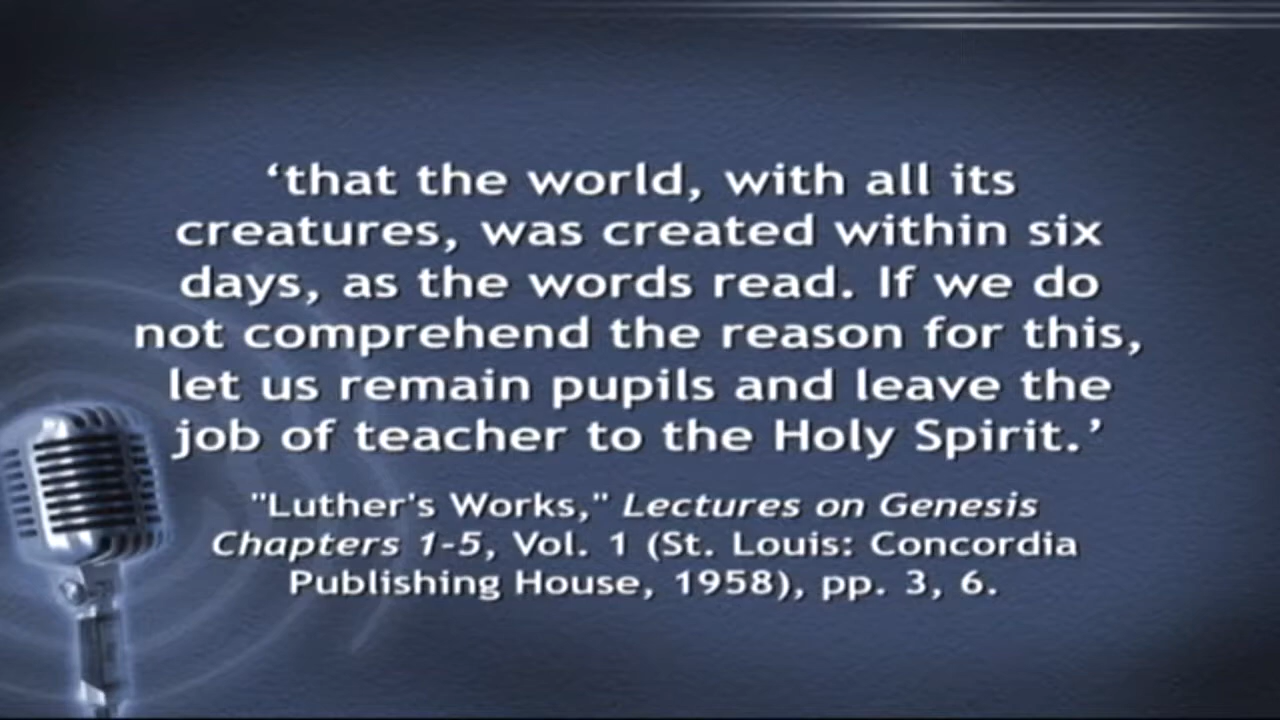 ‘that the world, with all its
creatures, was created within six
days, as the words read. If we do
not comprehend the reason for this,
let us remain pupils and leave the
job of teacher to the Holy Spirit.’
"Luther's Works," Lectures on Genesis
Chapters 1-5, Vol. 1 (St. Louis: Concordia
Publishing House, 1958), pp. 3, 6.